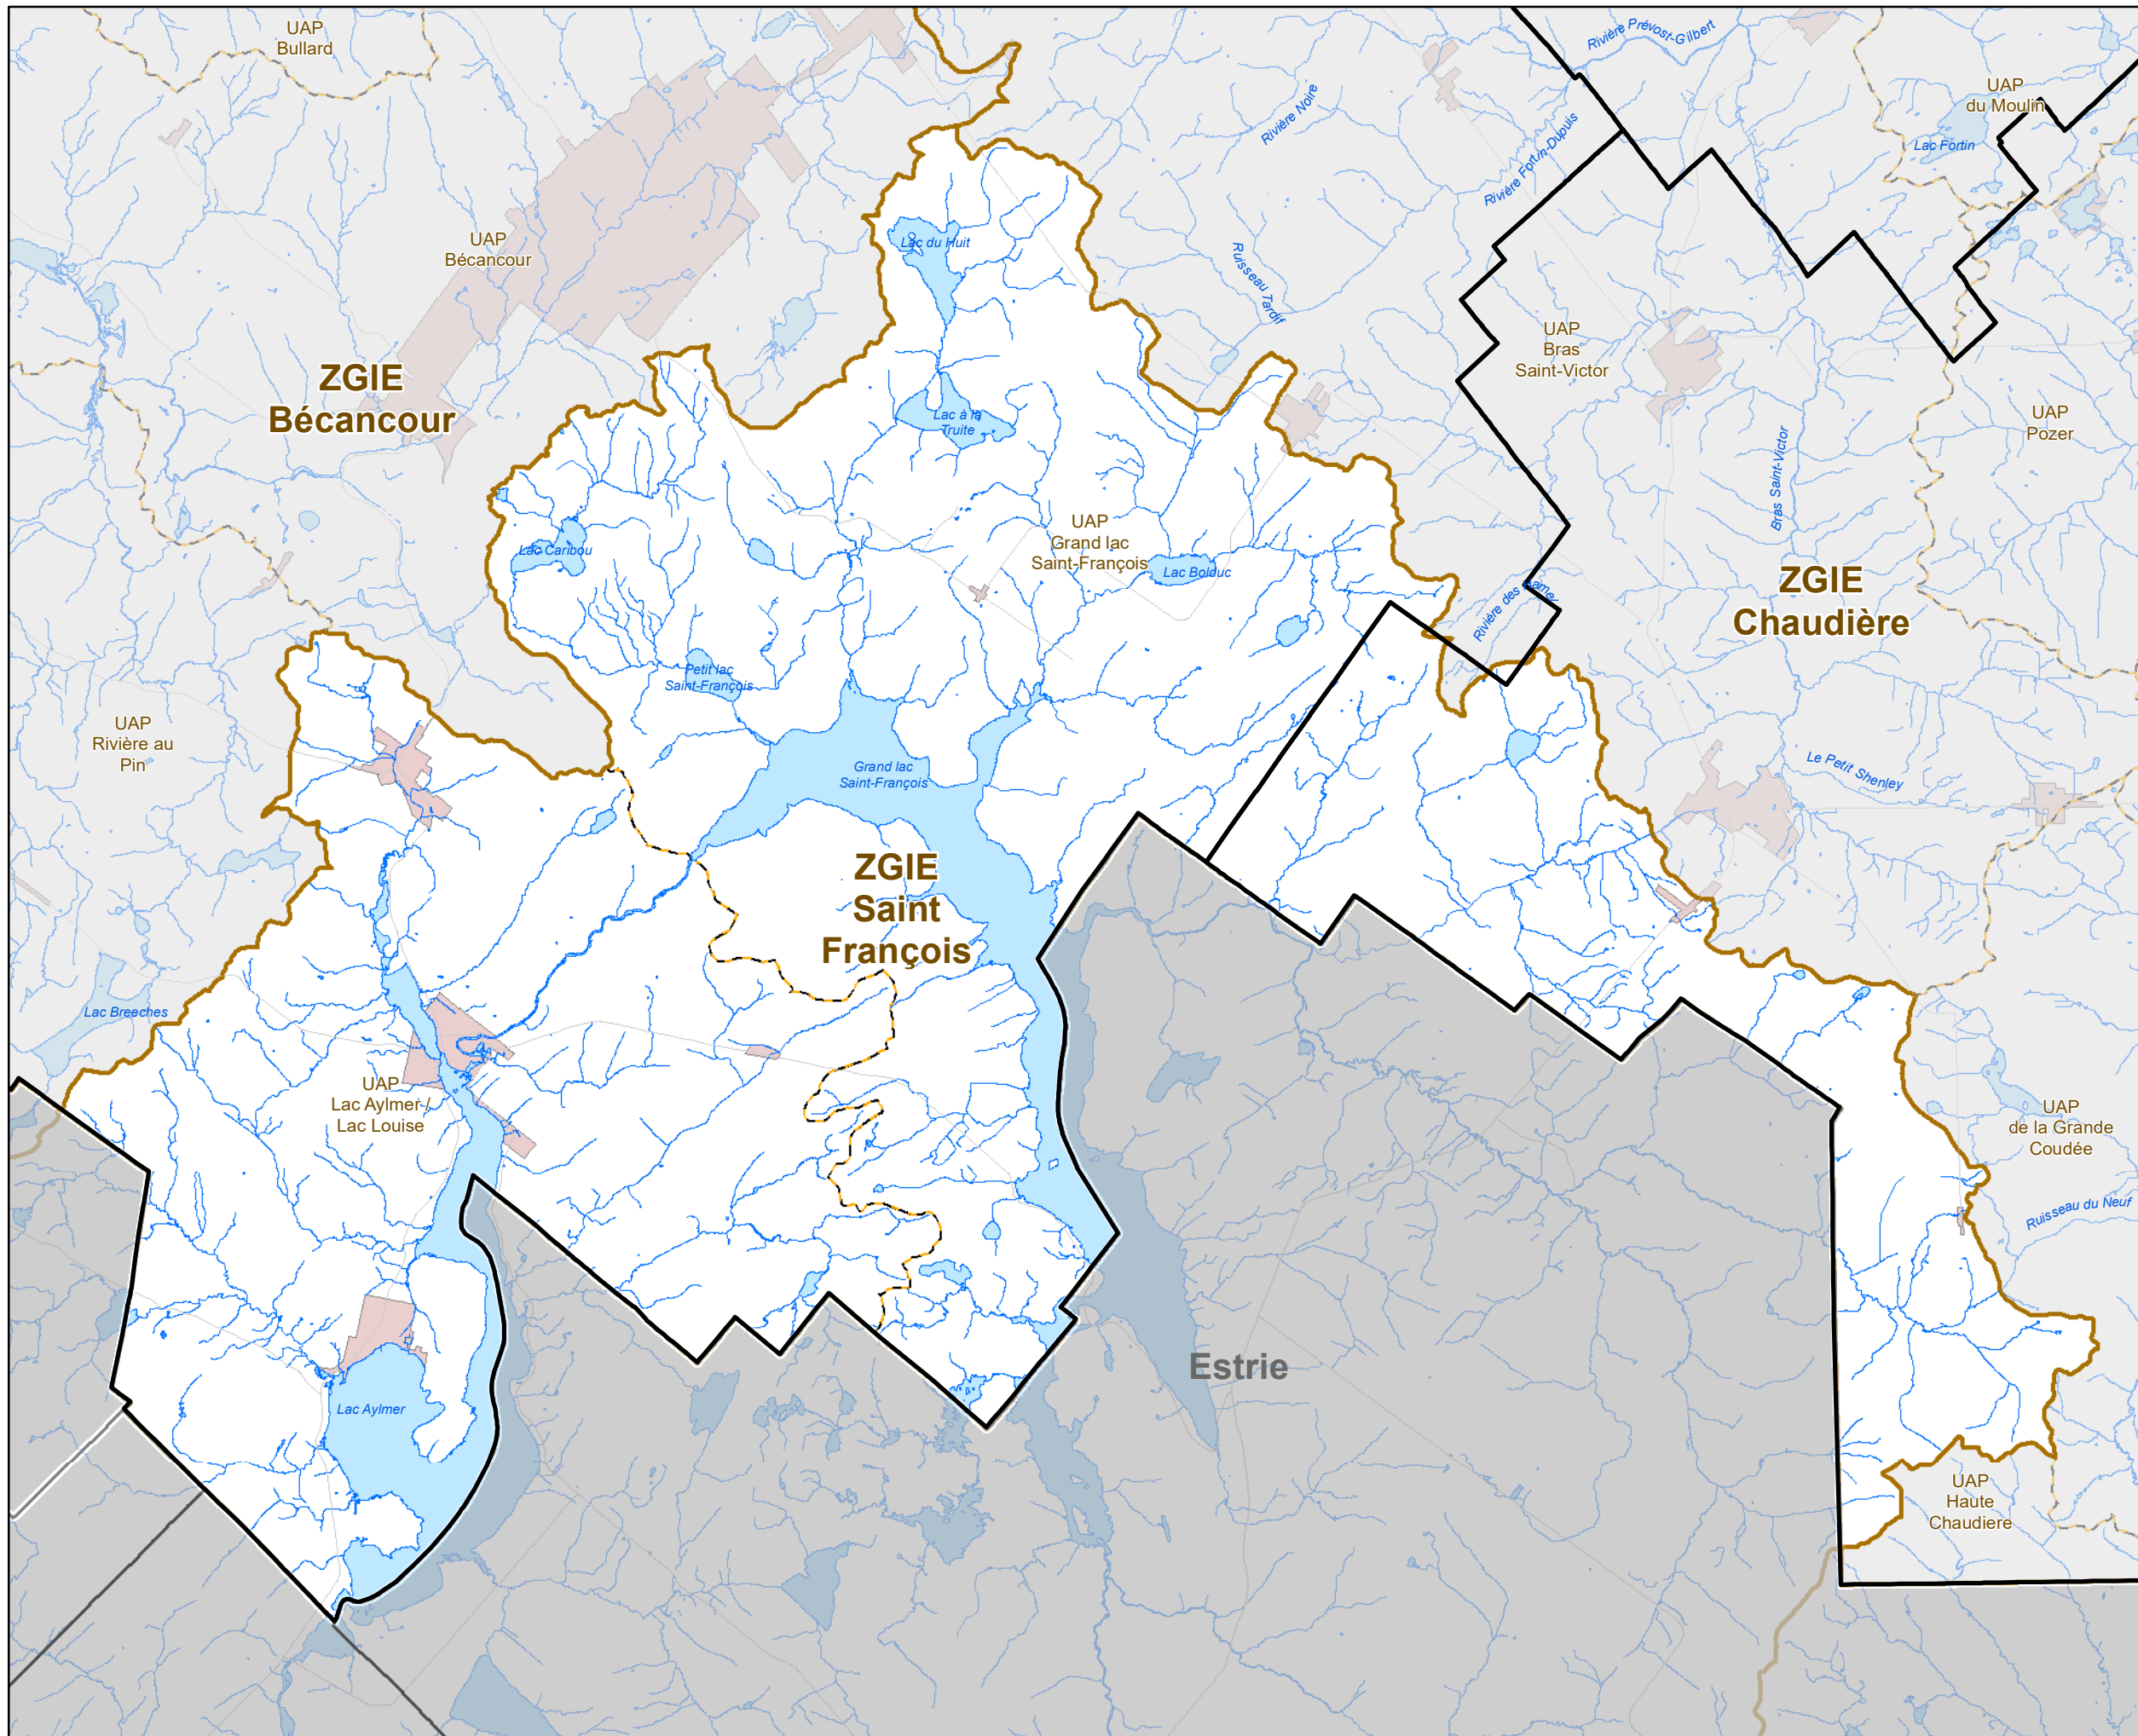 UAP
Bullard
Rivière Prévost-Gilbert
UAP
du Moulin
Rivière Noire
Rivière Fortin-Dupuis
Lac Fortin
UAP
Bécancour
Lac du Huit
Ruisseau Tardif
UAP
Bras
Saint-Victor
ZGIE
Bécancour
Lac à la
Truite
UAP
Pozer
Bras Saint-Victor
Lac Caribou
UAP
Grand lac
Saint-François
Lac Bolduc
ZGIE
Chaudière
Rivière des Hamel
Petit lac
Saint-François
UAP
Rivière au
Pin
Grand lac
Saint-François
Le Petit Shenley
ZGIE
Saint
François
Lac Breeches
UAP
Lac Aylmer /
Lac Louise
UAP
de la Grande
Coudée
Ruisseau du Neuf
Estrie
Lac Aylmer
UAP
Haute
Chaudiere